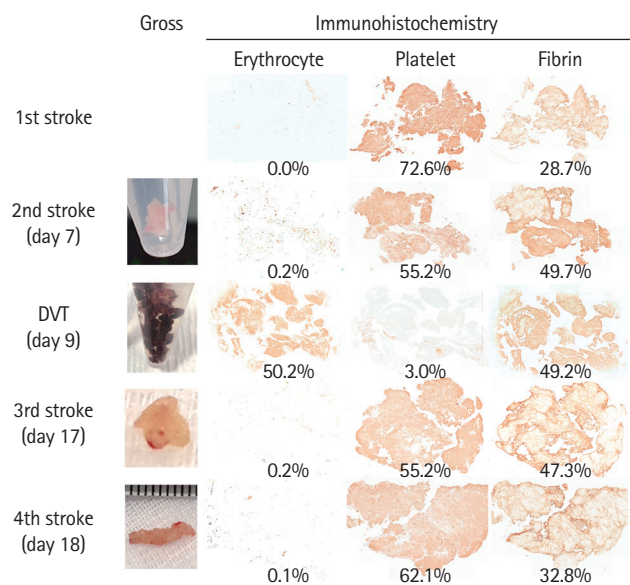 Gross Immunohistochemistry
Erythrocyte Platelet Fibrin
1st stroke
0.0% 72.6% 28.7%
2nd stroke
(day 7)
0.2% 55.2% 49.7%
DVT
(day 9)
50.2% 3.0% 49.2%
3rd stroke
(day 17)
0.2% 55.2% 47.3%
4th stroke
(day 18)
0.1% 62.1% 32.8%